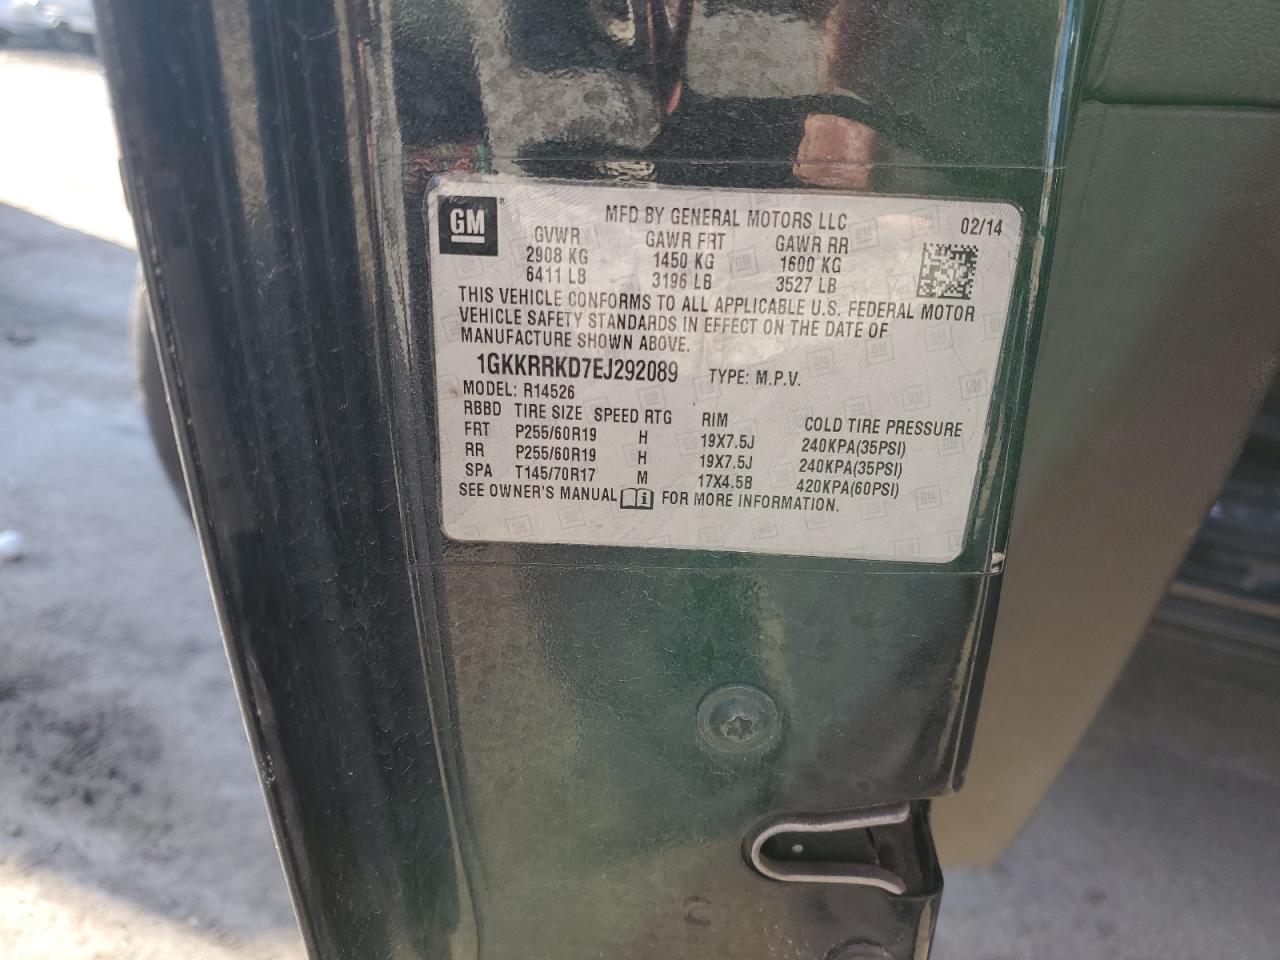 GM
MFD BY GENERAL MOTORS LLC 02/14
GVWR GAWR FRT GAWR RR
2908 KG 1450 KG 1600 KG
6411 LB 3196 LB 3527 LB
THIS VEHICLE CONFORMS TO ALL APPLICABLE U.S. FEDERAL MOTOR
VEHICLE SAFETY STANDARDS IN EFFECT ON THE DATE OF
MANUFACTURE SHOWN ABOVE.
1GKKRRKD7EJ292089 TYPE: M.P.V.
MODEL: R14526
RBBD TIRE SIZE SPEED RTG RIM COLD TIRE PRESSURE
FRT P255/60R19 H 19X7.5J 240KPA(35PSI)
RR P255/60R19 H 19X7.5J 240KPA(35PSI)
SPA T145/70R17 M 17X4.5B 420KPA(60PSI)
SEE OWNER'S MANUAL FOR MORE INFORMATION.